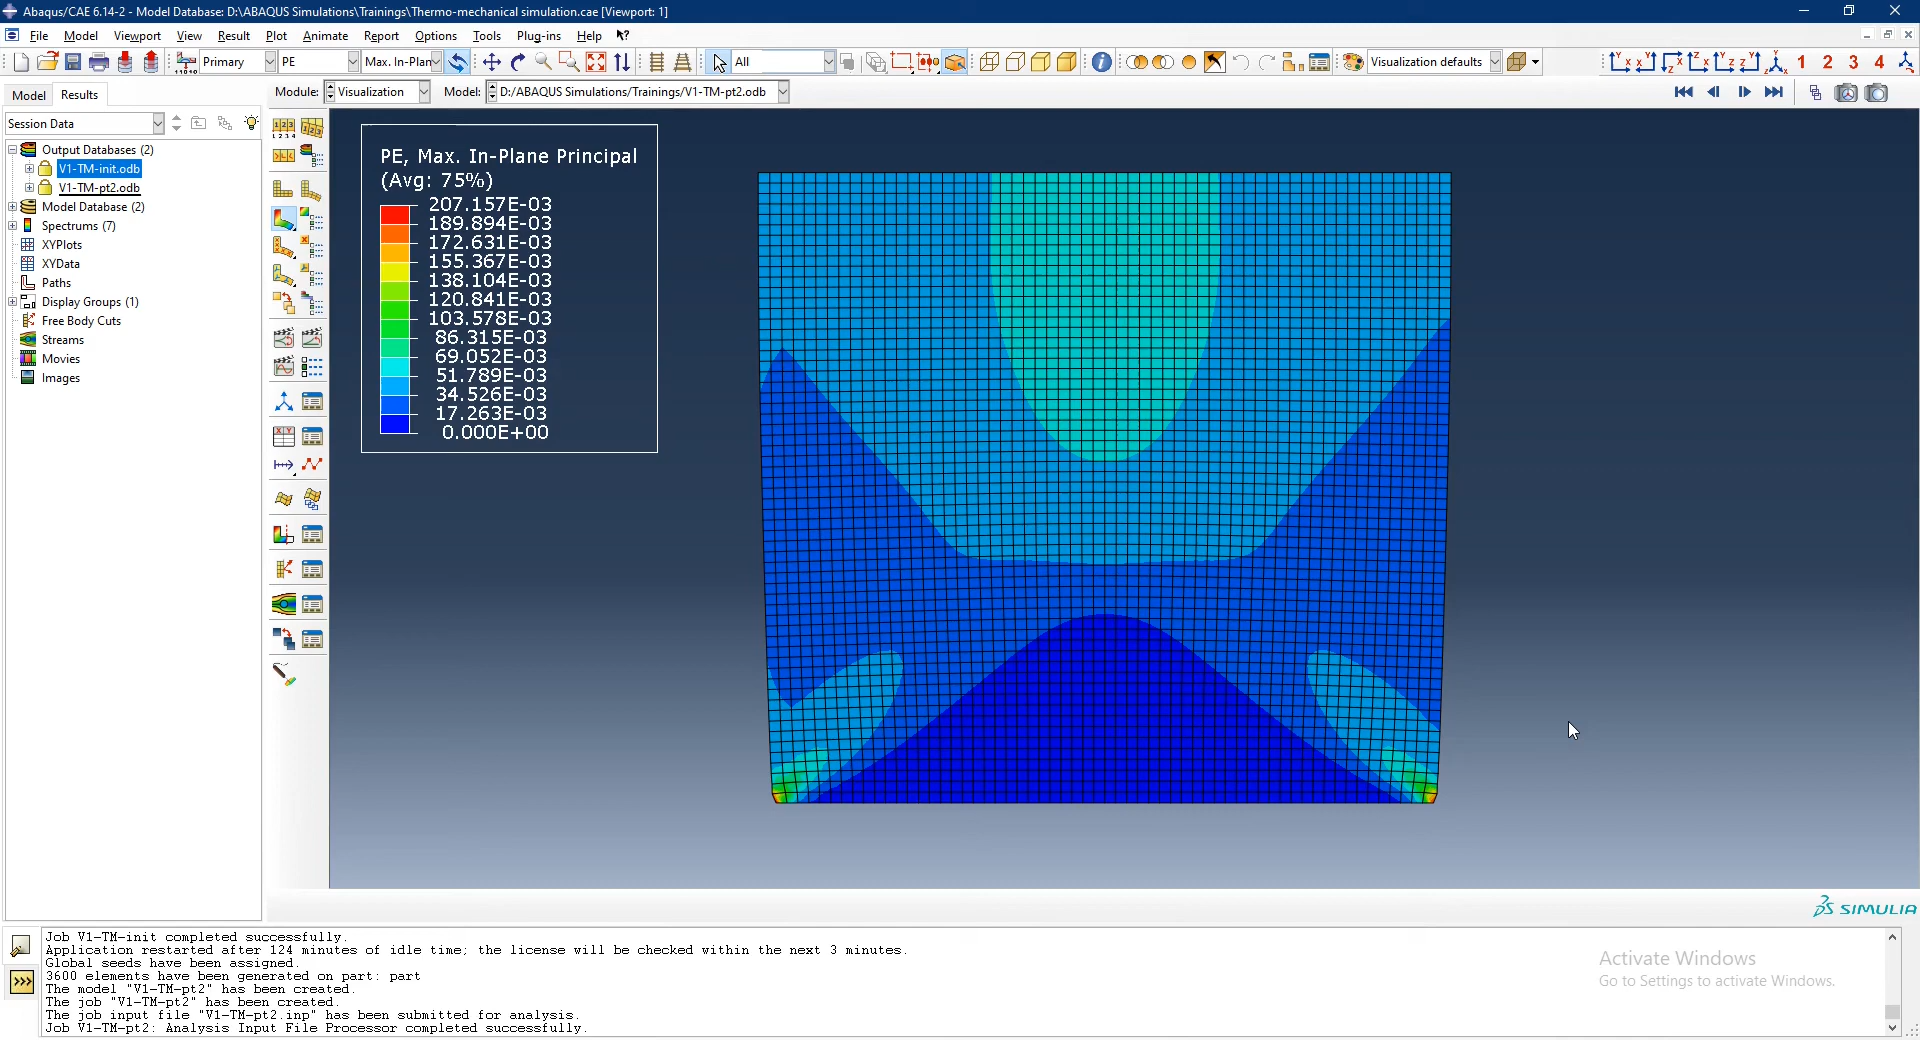 Abaqus/CAE 6.14-2 - Model Database: D:\ABAQUS Simulations\Trainings\Thermo-mechanical simulation.cae [Viewport: 1]
File Model Viewport View Result Plot Animate Report Options Tools Plug-ins Help
Primary PE Max. In-Plan All Visualization defaults 1 2 3 4
Model Results Module: Visualization Model: D:/ABAQUS Simulations/Trainings/V1-TM-pt2.odb
Session Data
Output Databases (2)
V1-TM-init.odb
V1-TM-pt2.odb
Model Database (2)
Spectrums (7)
XYPlots
XYData
Paths
Display Groups (1)
Free Body Cuts
Streams
Movies
Images
PE, Max. In-Plane Principal
(Avg: 75%)
207.157E-03
189.894E-03
172.631E-03
155.367E-03
138.104E-03
120.841E-03
103.578E-03
86.315E-03
69.052E-03
51.789E-03
34.526E-03
17.263E-03
0.000E+00
SIMULIA
Job V1-TM-init completed successfully.
Application restarted after 124 minutes of idle time; the license will be checked within the next 3 minutes.
Global seeds have been assigned.
3600 elements have been generated on part: part
The model "V1-TM-pt2" has been created.
The job "V1-TM-pt2" has been created.
The job input file "V1-TM-pt2.inp" has been submitted for analysis.
Job V1-TM-pt2: Analysis Input File Processor completed successfully.
Activate Windows
Go to Settings to activate Windows.